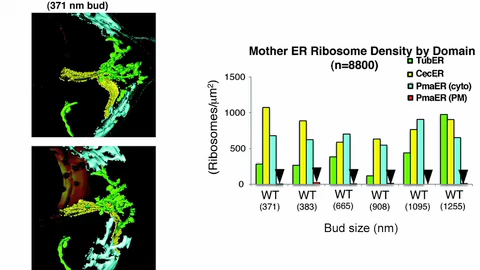 (371 nm bud)
Mother ER Ribosome Density by Domain
(n=8800)
TubER
CecER
PmaER (cyto)
PmaER (PM)
(Ribosomes/µm²)
1500
1000
500
0
WT WT WT WT WT WT
(371) (383) (665) (908) (1095) (1255)
Bud size (nm)